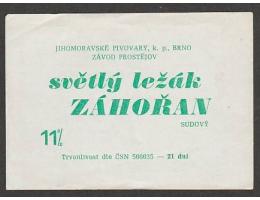 JIHOMORAVSKÉ PIVOVARY, k. p., BRNO
ZÁVOD PROSTĚJOV
světlý ležák
ZÁHOŘAN
SUDOVÝ
11%
Trvanlivost dle ČSN 566635 — 21 dní